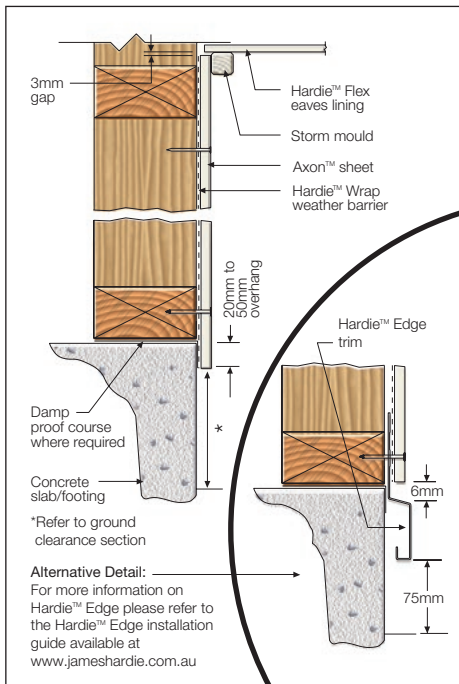 3mm
gap
Hardie™ Flex
eaves lining
Storm mould
Axon™ sheet
Hardie™ Wrap
weather barrier
20mm to
50mm
overhang
Hardie™ Edge
trim
Damp
proof course
where required
*
6mm
Concrete
slab/footing
*Refer to ground
clearance section
75mm
Alternative Detail:
For more information on
Hardie™ Edge please refer to
the Hardie™ Edge installation
guide available at
www.jameshardie.com.au